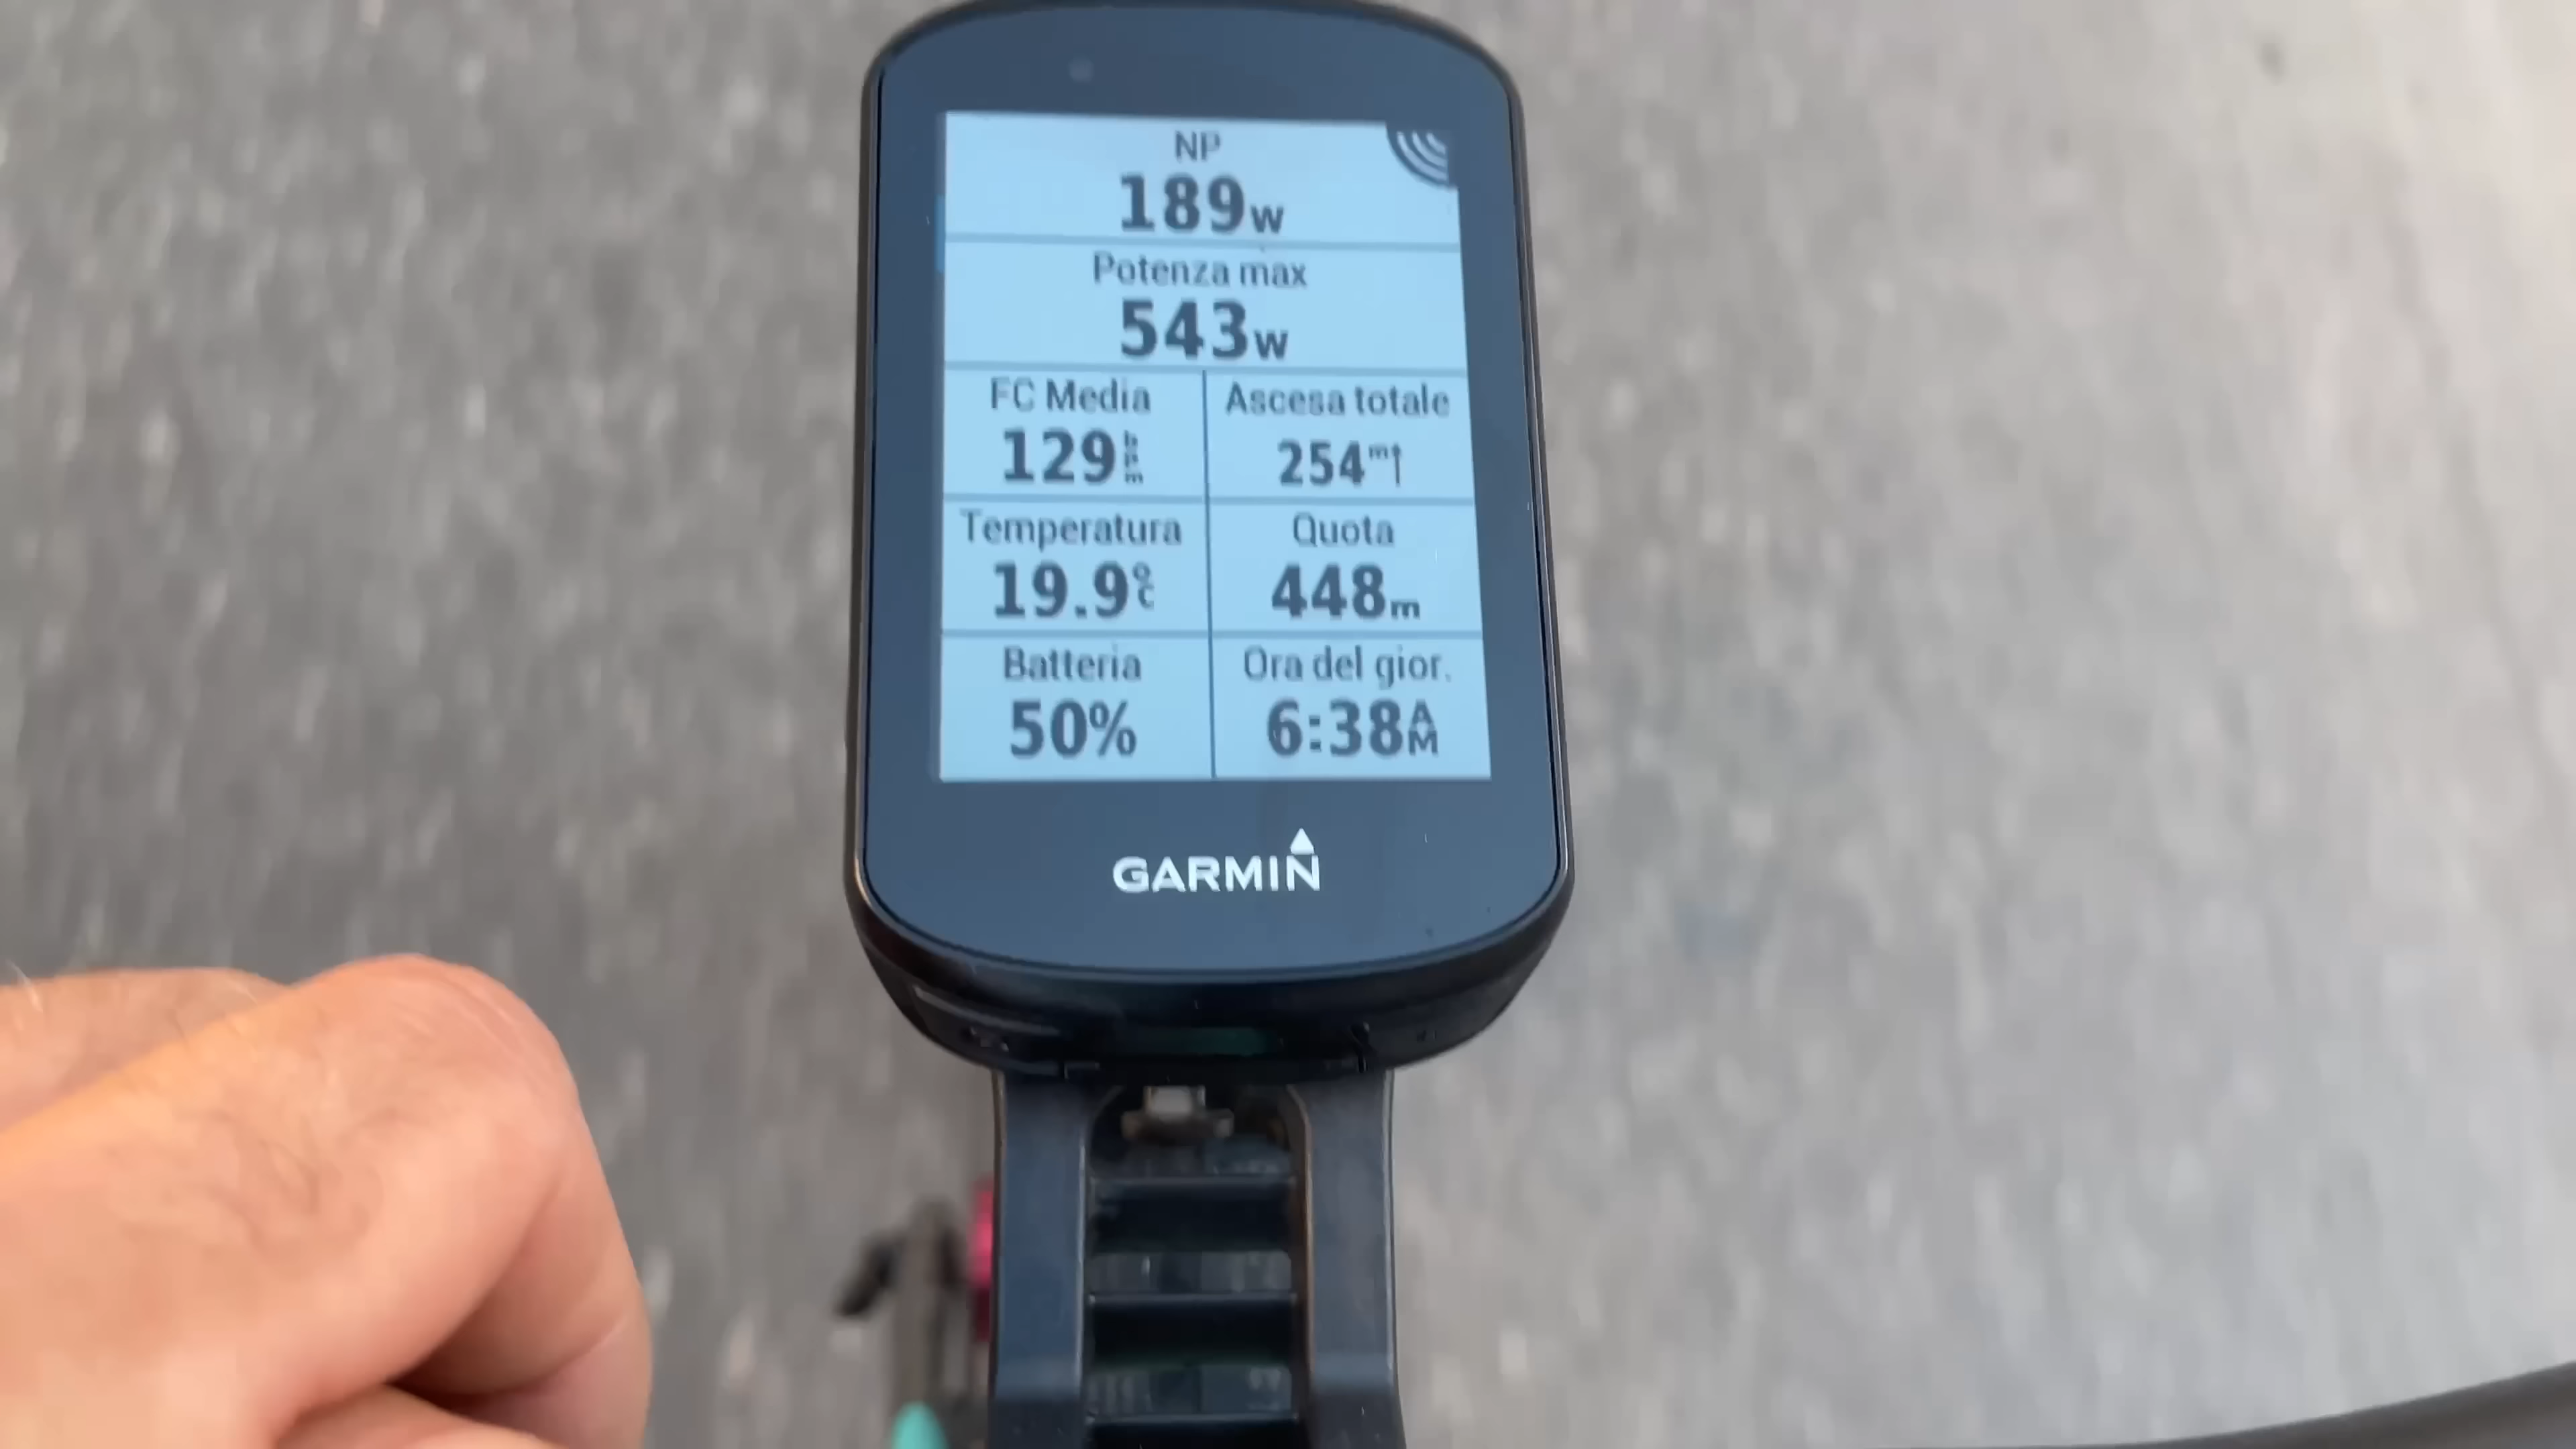 NP
189w
Potenza max
543w
FC Media Ascesa totale
129bpm 254m↑
Temperatura Quota
19.9°C 448m
Batteria Ora del gior.
50% 6:38AM
GARMIN